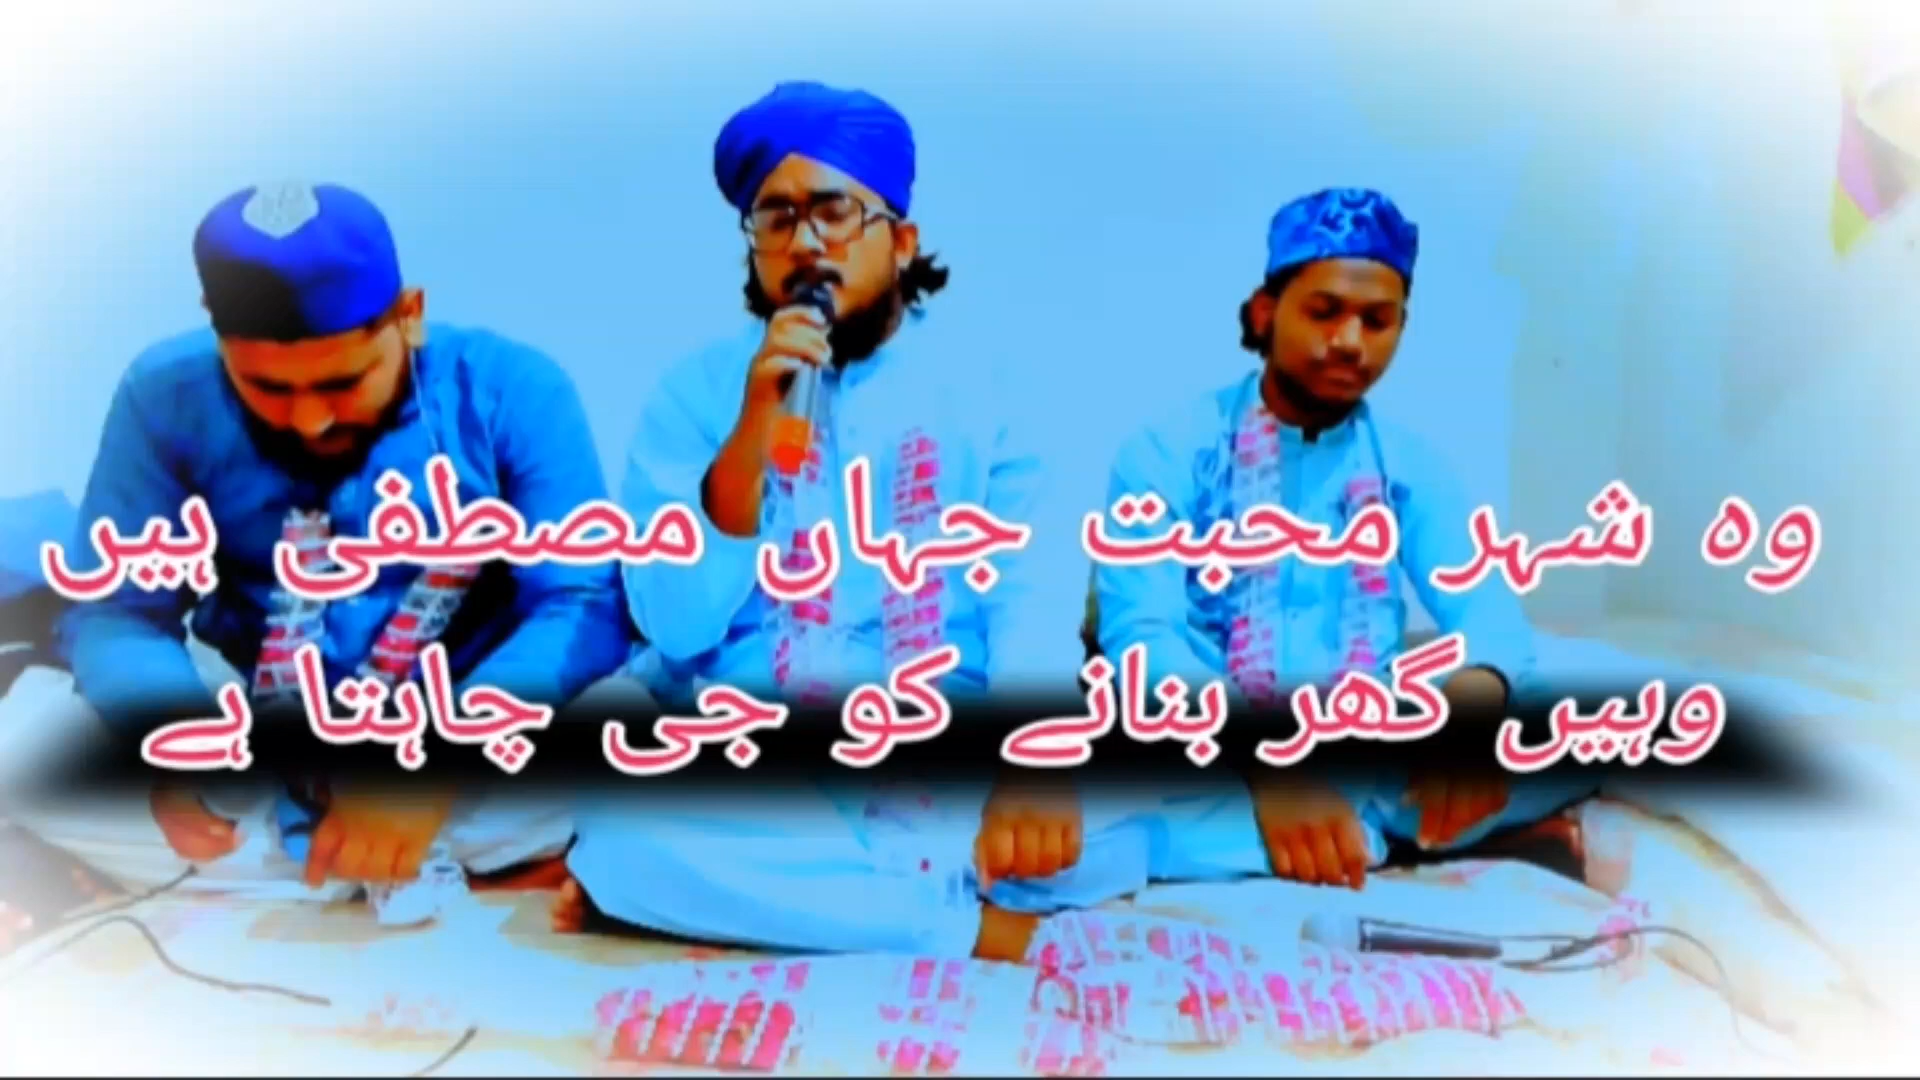 وہ شہر محبت جہاں مصطفی ہیں
وہیں گھر بنانے کو جی چاہتا ہے